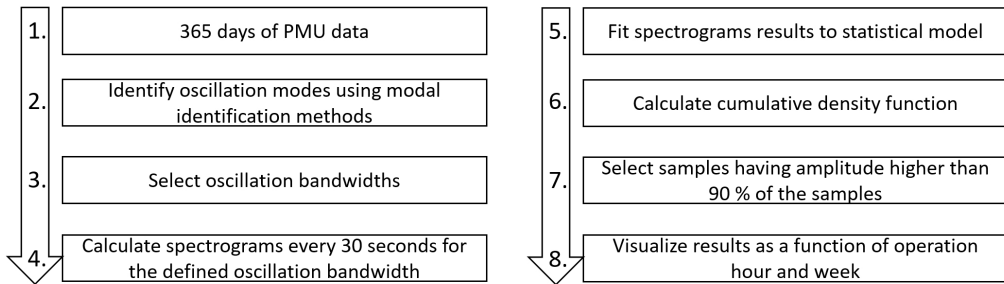 1. 365 days of PMU data
2. Identify oscillation modes using modal
identification methods
3. Select oscillation bandwidths
4. Calculate spectrograms every 30 seconds for
the defined oscillation bandwidth
5. Fit spectrograms results to statistical model
6. Calculate cumulative density function
7. Select samples having amplitude higher than
90 % of the samples
8. Visualize results as a function of operation
hour and week